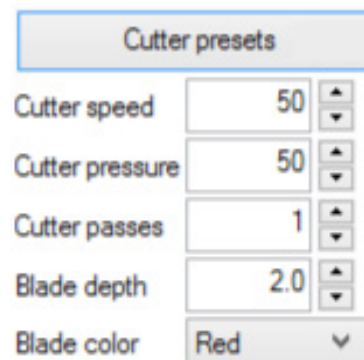 Cutter presets
Cutter speed 50
Cutter pressure 50
Cutter passes 1
Blade depth 2.0
Blade color Red